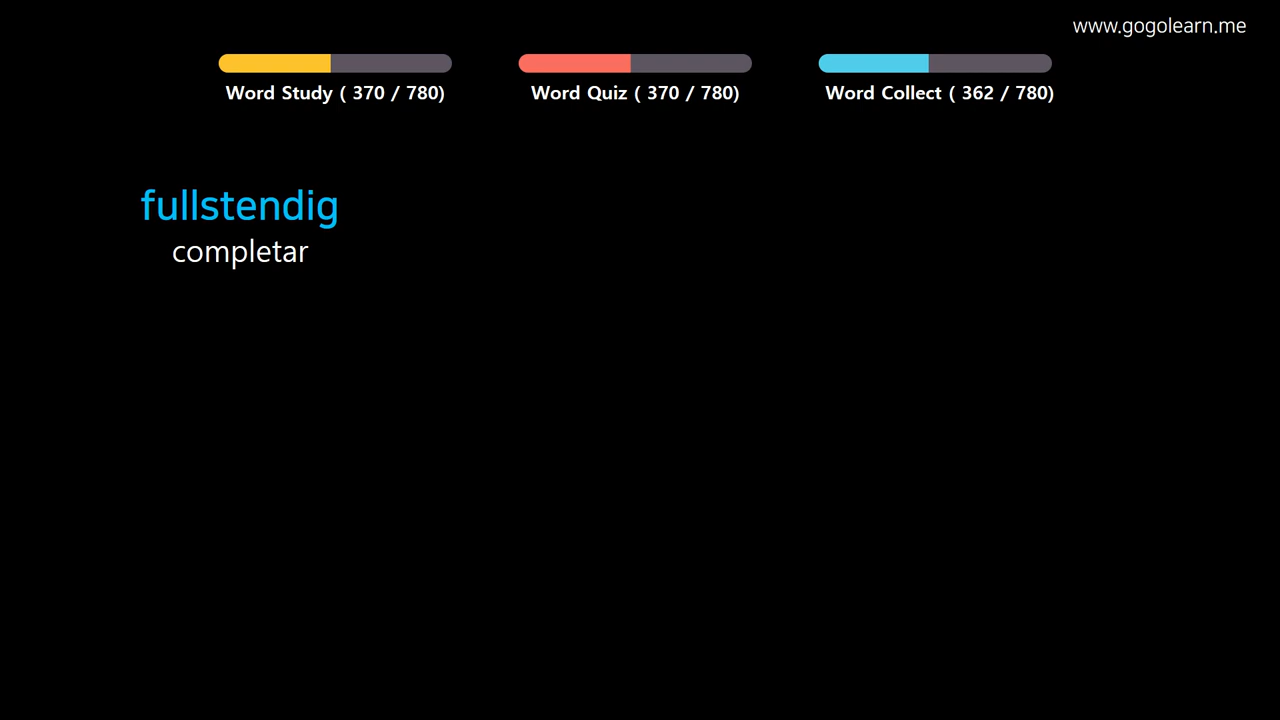 www.gogolearn.me
Word Study ( 370 / 780)
Word Quiz ( 370 / 780)
Word Collect ( 362 / 780)
fullstendig
completar